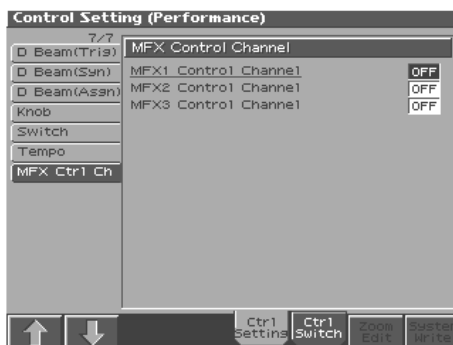 Control Setting (Performance)
7/7
D Beam(Trig)
D Beam(Syn)
D Beam(Assn)
Knob
Switch
Tempo
MFX Ctrl Ch
MFX Control Channel
MFX1 Control Channel OFF
MFX2 Control Channel OFF
MFX3 Control Channel OFF
Ctrl Setting
Ctrl Switch
Zoom Edit
System Write